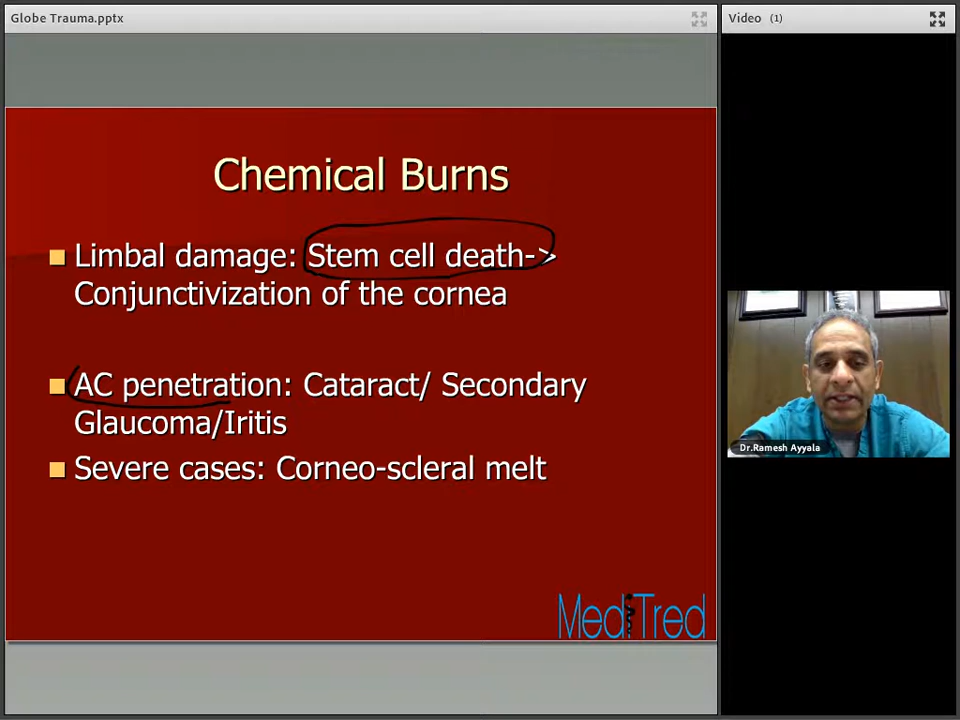 Globe Trauma.pptx
Video (1)
Chemical Burns
Limbal damage: Stem cell death->
Conjunctivization of the cornea
AC penetration: Cataract/ Secondary
Glaucoma/Iritis
Severe cases: Corneo-scleral melt
Dr.Ramesh Ayyala
MediTred